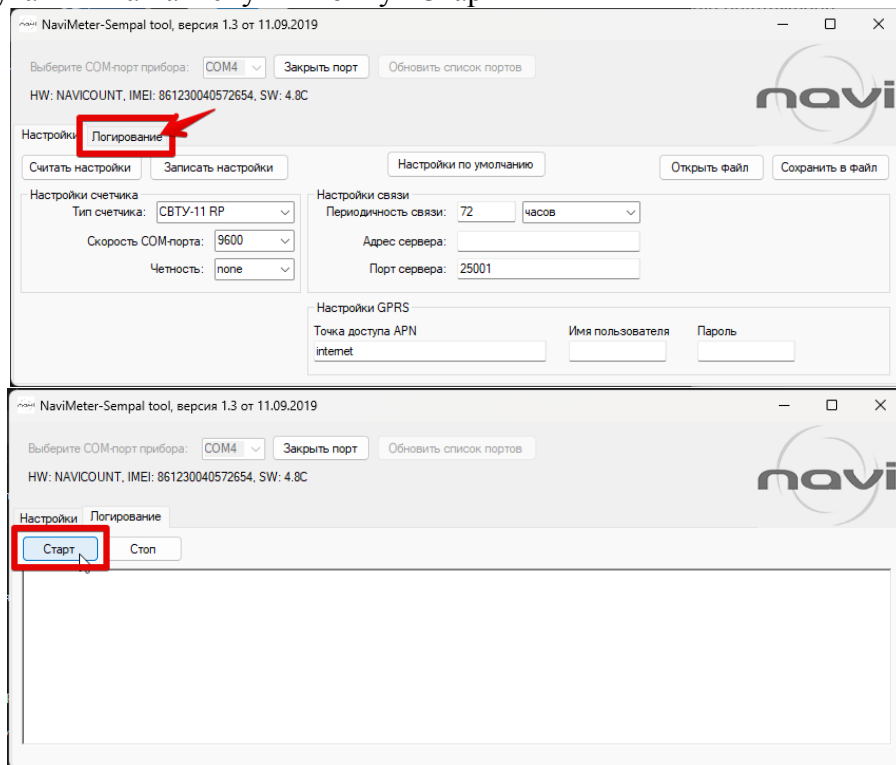 NaviMeter-Sempal tool, версия 1.3 от 11.09.2019
Выберите COM-порт прибора: COM4 Закрыть порт Обновить список портов
HW: NAVICOUNT, IMEI: 861230040572654, SW: 4.8C
navi
Настройки Логирование
Считать настройки Записать настройки Настройки по умолчанию Открыть файл Сохранить в файл
Настройки счетчика Настройки связи
Тип счетчика: СВТУ-11 RP Периодичность связи: 72 часов
Скорость COM-порта: 9600 Адрес сервера:
Четность: none Порт сервера: 25001
Настройки GPRS
Точка доступа APN Имя пользователя Пароль
internet
NaviMeter-Sempal tool, версия 1.3 от 11.09.2019
Выберите COM-порт прибора: COM4 Закрыть порт Обновить список портов
HW: NAVICOUNT, IMEI: 861230040572654, SW: 4.8C
navi
Настройки Логирование
Старт Стоп